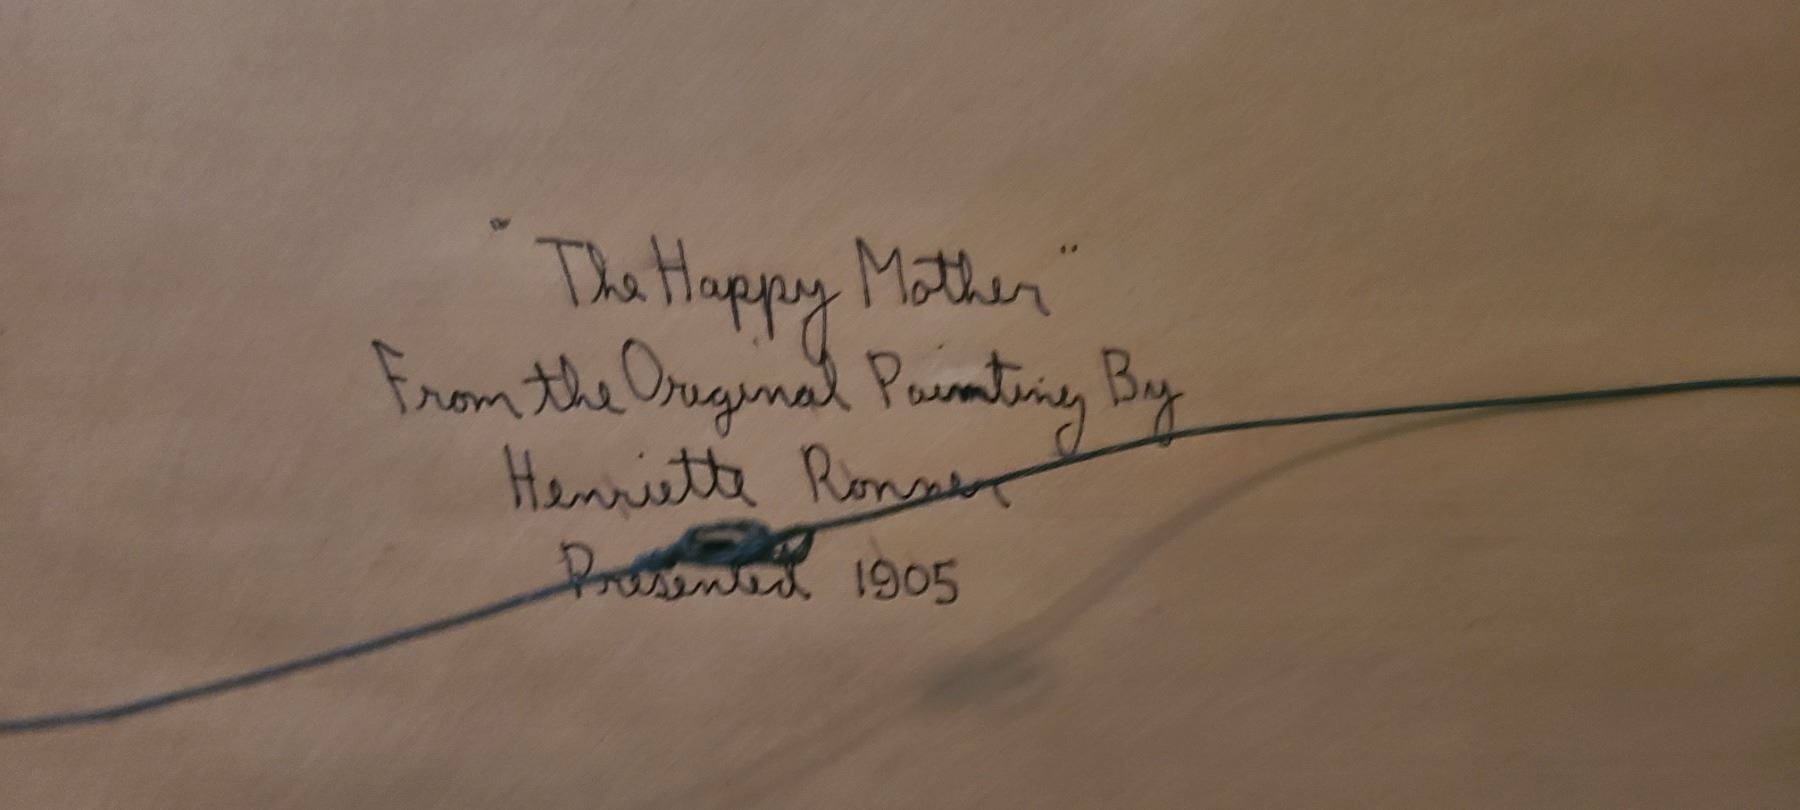 "The Happy Mother"
From the Original Painting By
Henriette Ronner
Presented 1905